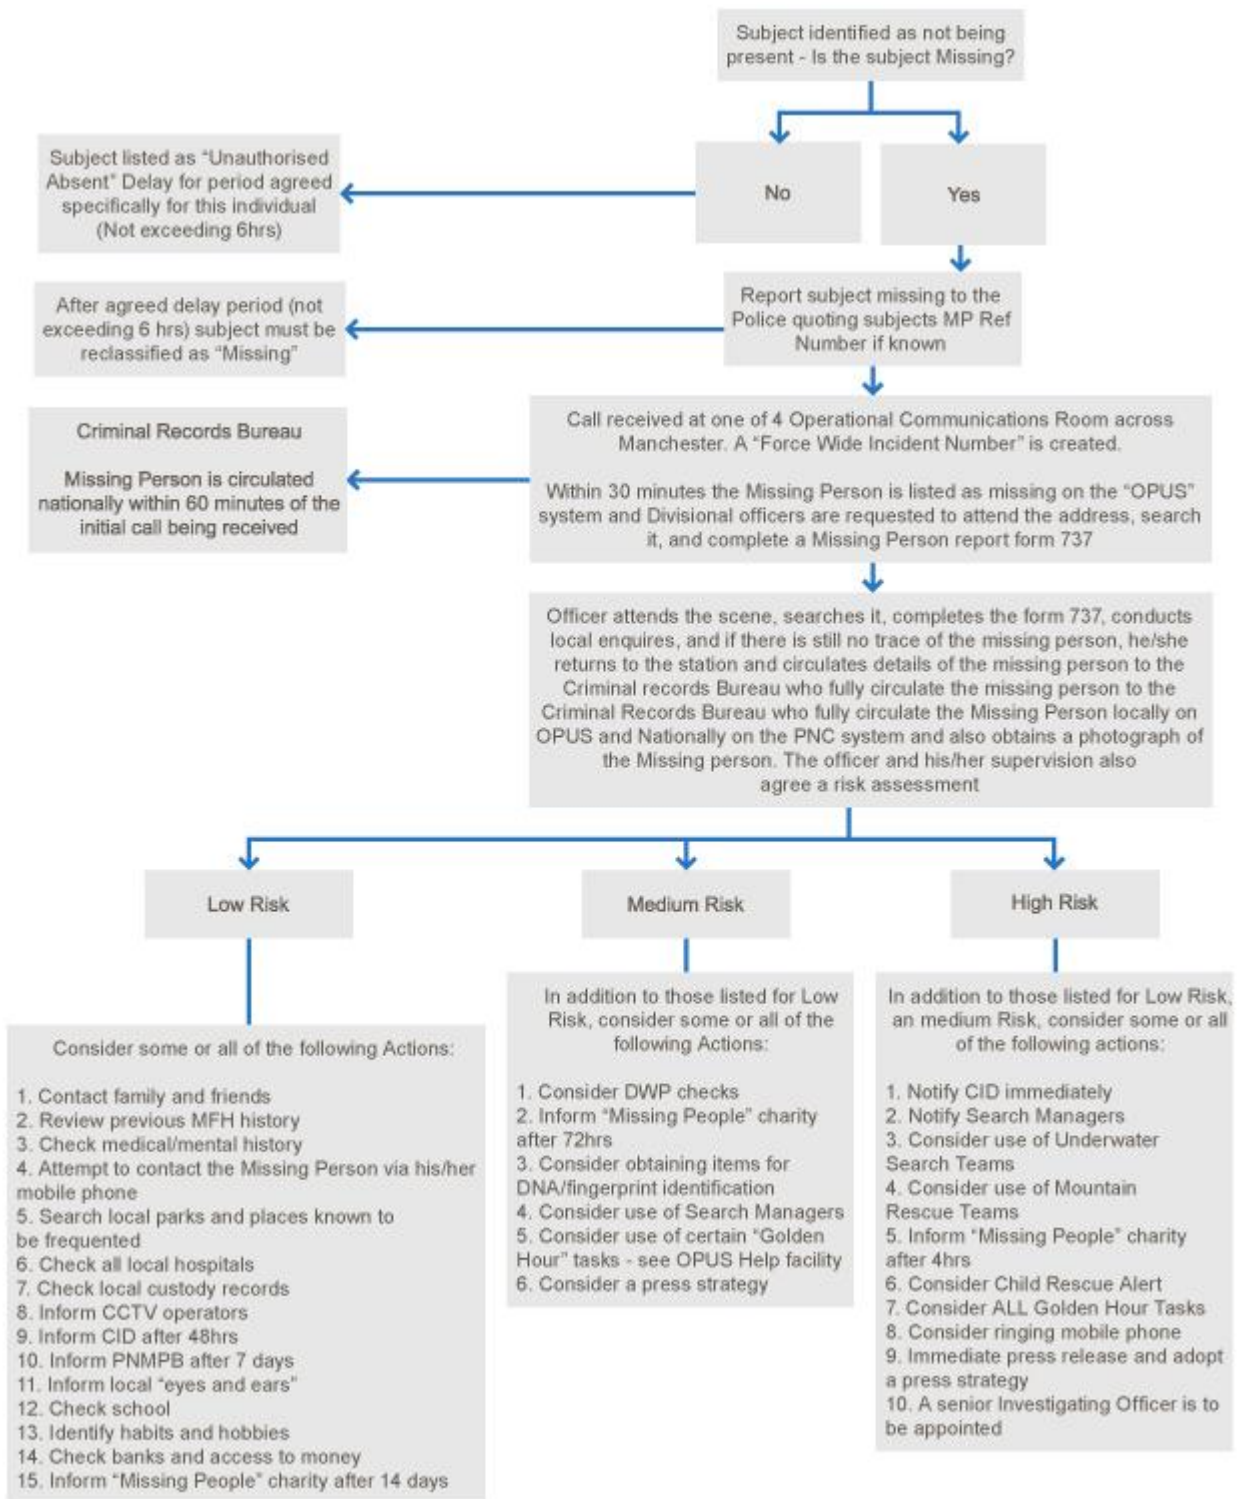 Subject identified as not being
present - Is the subject Missing?
No
Yes
Subject listed as “Unauthorised
Absent” Delay for period agreed
specifically for this individual
(Not exceeding 6hrs)
Report subject missing to the
Police quoting subjects MP Ref
Number if known
After agreed delay period (not
exceeding 6 hrs) subject must be
reclassified as “Missing”
Call received at one of 4 Operational Communications Room across
Manchester. A “Force Wide Incident Number” is created.
Within 30 minutes the Missing Person is listed as missing on the “OPUS”
system and Divisional officers are requested to attend the address, search
it, and complete a Missing Person report form 737
Criminal Records Bureau
Missing Person is circulated
nationally within 60 minutes of the
initial call being received
Officer attends the scene, searches it, completes the form 737, conducts
local enquires, and if there is still no trace of the missing person, he/she
returns to the station and circulates details of the missing person to the
Criminal records Bureau who fully circulate the missing person to the
Criminal Records Bureau who fully circulate the Missing Person locally on
OPUS and Nationally on the PNC system and also obtains a photograph of
the Missing person. The officer and his/her supervision also
agree a risk assessment
Low Risk
Medium Risk
High Risk
Consider some or all of the following Actions:
1. Contact family and friends
2. Review previous MFH history
3. Check medical/mental history
4. Attempt to contact the Missing Person via his/her
mobile phone
5. Search local parks and places known to
be frequented
6. Check all local hospitals
7. Check local custody records
8. Inform CCTV operators
9. Inform CID after 48hrs
10. Inform PNMPB after 7 days
11. Inform local “eyes and ears”
12. Check school
13. Identify habits and hobbies
14. Check banks and access to money
15. Inform “Missing People” charity after 14 days
In addition to those listed for Low
Risk, consider some or all of the
following Actions:
1. Consider DWP checks
2. Inform “Missing People” charity
after 72hrs
3. Consider obtaining items for
DNA/fingerprint identification
4. Consider use of Search Managers
5. Consider use of certain “Golden
Hour” tasks - see OPUS Help facility
6. Consider a press strategy
In addition to those listed for Low Risk,
an medium Risk, consider some or all
of the following actions:
1. Notify CID immediately
2. Notify Search Managers
3. Consider use of Underwater
Search Teams
4. Consider use of Mountain
Rescue Teams
5. Inform “Missing People” charity
after 4hrs
6. Consider Child Rescue Alert
7. Consider ALL Golden Hour Tasks
8. Consider ringing mobile phone
9. Immediate press release and adopt
a press strategy
10. A senior Investigating Officer is to
be appointed